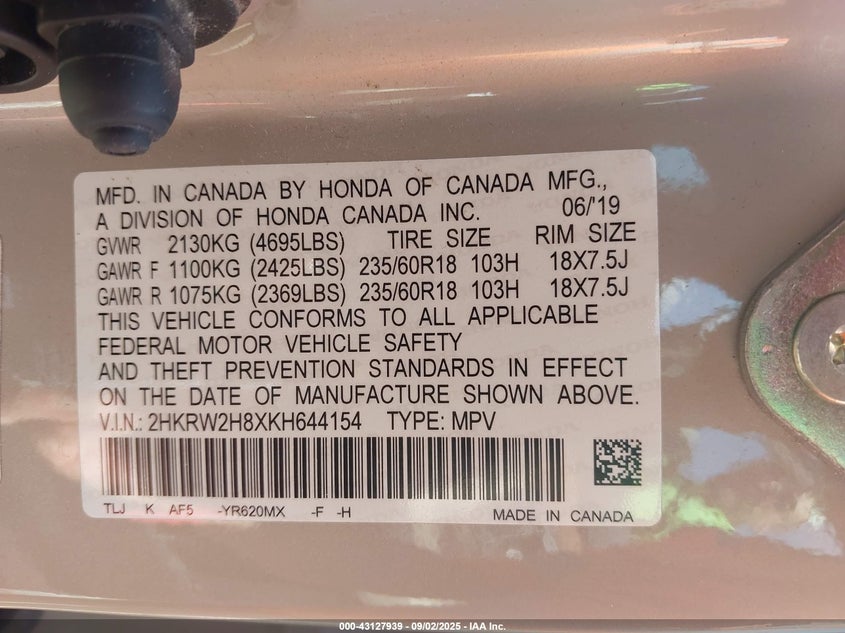 MFD. IN CANADA BY HONDA OF CANADA MFG.,
A DIVISION OF HONDA CANADA INC. 06/'19
GVWR 2130KG (4695LBS) TIRE SIZE RIM SIZE
GAWR F 1100KG (2425LBS) 235/60R18 103H 18X7.5J
GAWR R 1075KG (2369LBS) 235/60R18 103H 18X7.5J
THIS VEHICLE CONFORMS TO ALL APPLICABLE
FEDERAL MOTOR VEHICLE SAFETY
AND THEFT PREVENTION STANDARDS IN EFFECT
ON THE DATE OF MANUFACTURE SHOWN ABOVE.
V.I.N.: 2HKRW2H8XKH644154 TYPE: MPV
TLJ K AF5 -YR620MX -F -H MADE IN CANADA
000-43127939 - 09/02/2025 - IAA Inc.